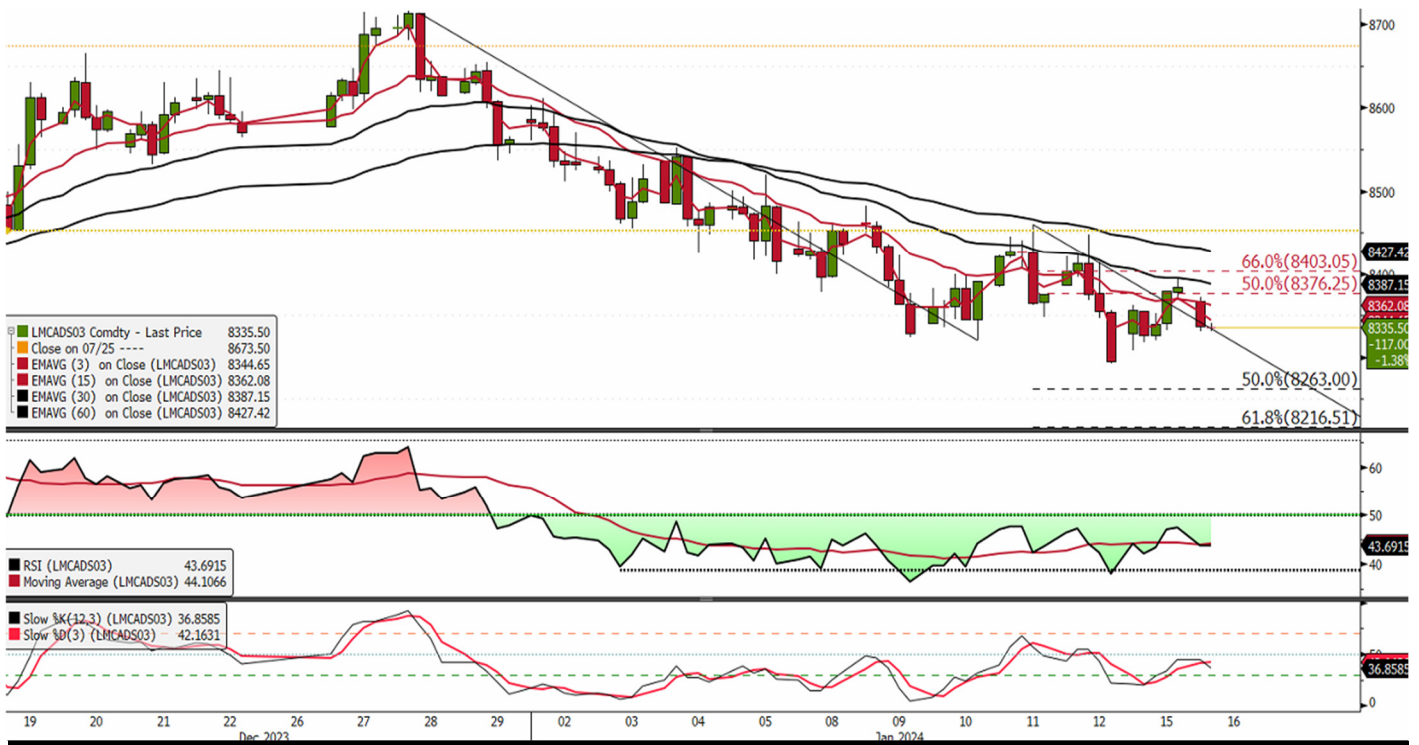 8700
8600
8500
8427.42
8400
66.0%(8403.05)
8387.15
50.0%(8376.25)
8362.08
LMCADS03 Comdty - Last Price 8335.50
8335.50
Close on 07/25 ---- 8673.50
-117.00
EMAVG (3) on Close (LMCADS03) 8344.65
-1.38%
EMAVG (15) on Close (LMCADS03) 8362.08
50.0%(8263.00)
EMAVG (30) on Close (LMCADS03) 8387.15
EMAVG (60) on Close (LMCADS03) 8427.42
61.8%(8216.51)
60
50
43.6915
RSI (LMCADS03) 43.6915
40
Moving Average (LMCADS03) 44.1066
Slow %K(12,3) (LMCADS03) 36.8585
Slow %D(3) (LMCADS03) 42.1631
50
36.8585
0
19 20 21 22 26 27 28 29 02 03 04 05 08 09 10 11 12 15 16
Dec 2023 Jan 2024